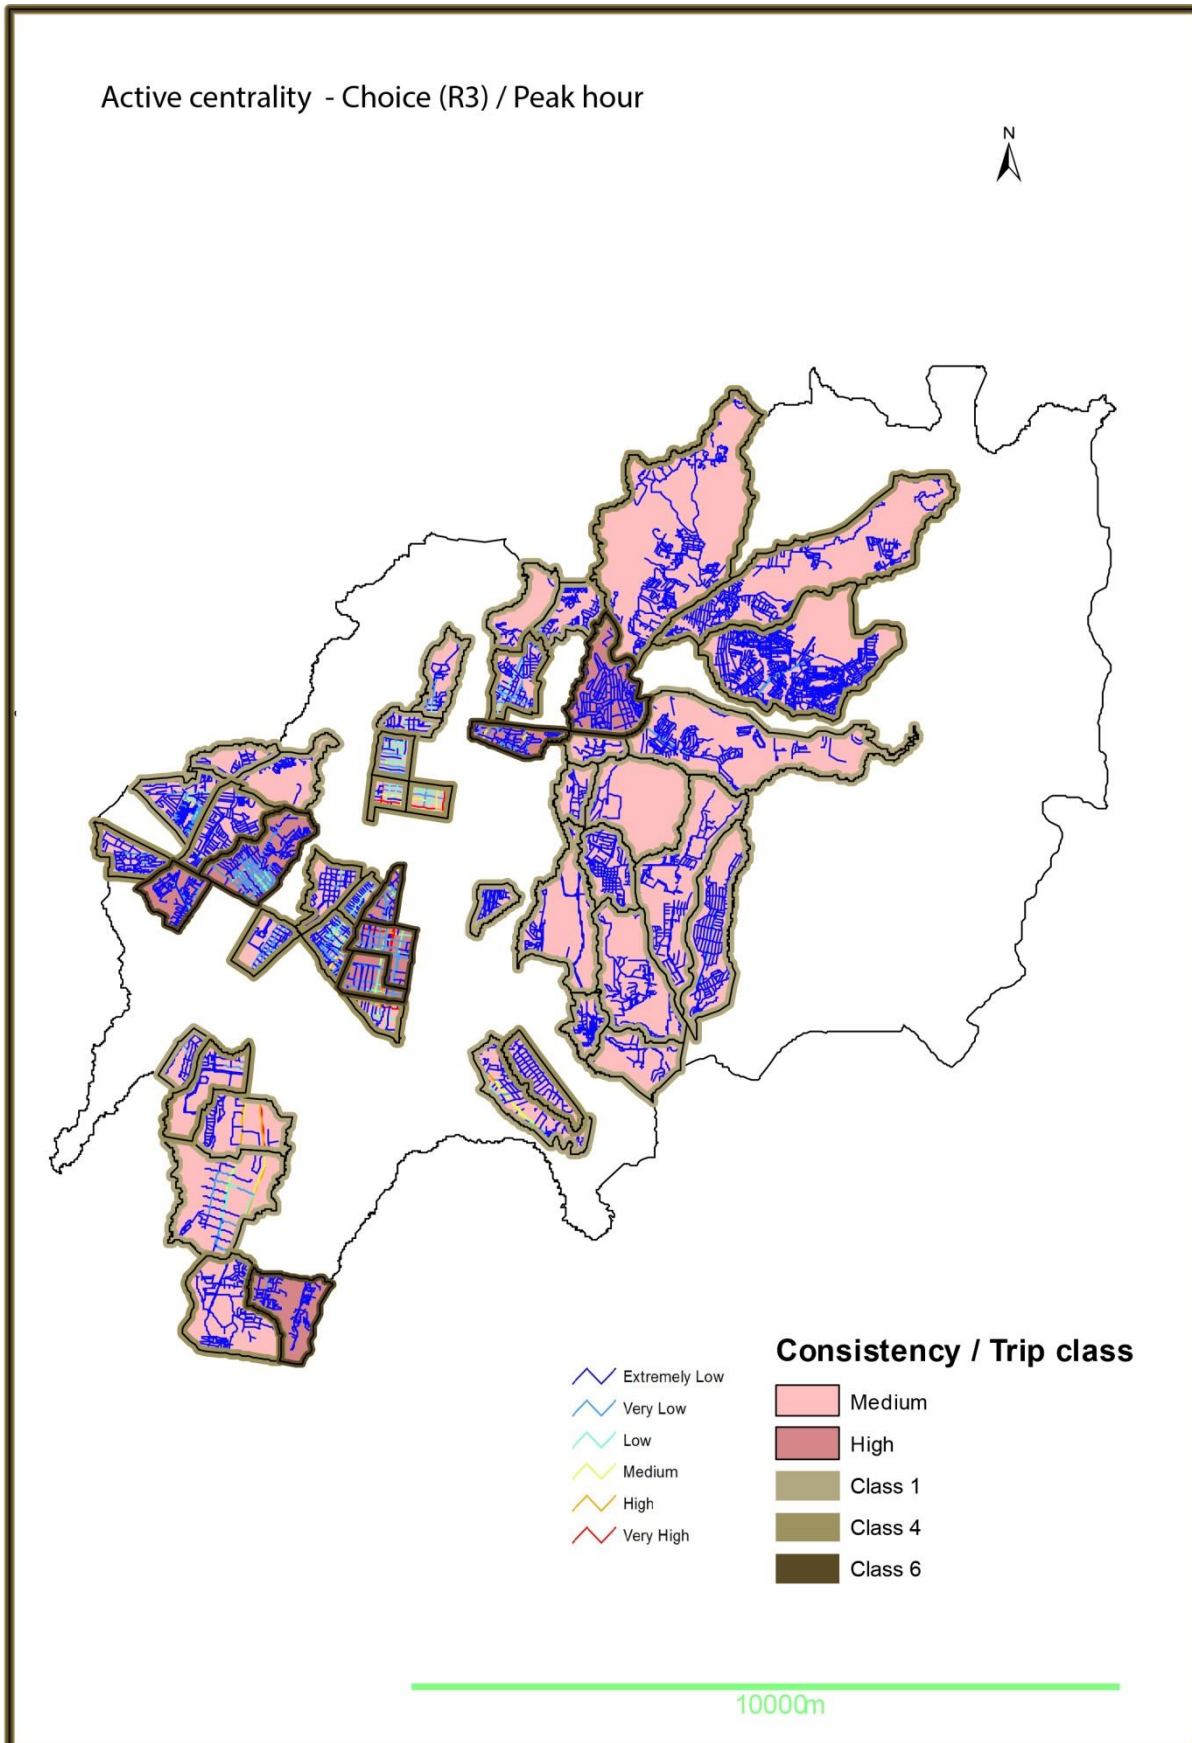 Active centrality - Choice (R3) / Peak hour
N
Consistency / Trip class
Extremely Low
Very Low
Low
Medium
High
Very High
Medium
High
Class 1
Class 4
Class 6
10000m